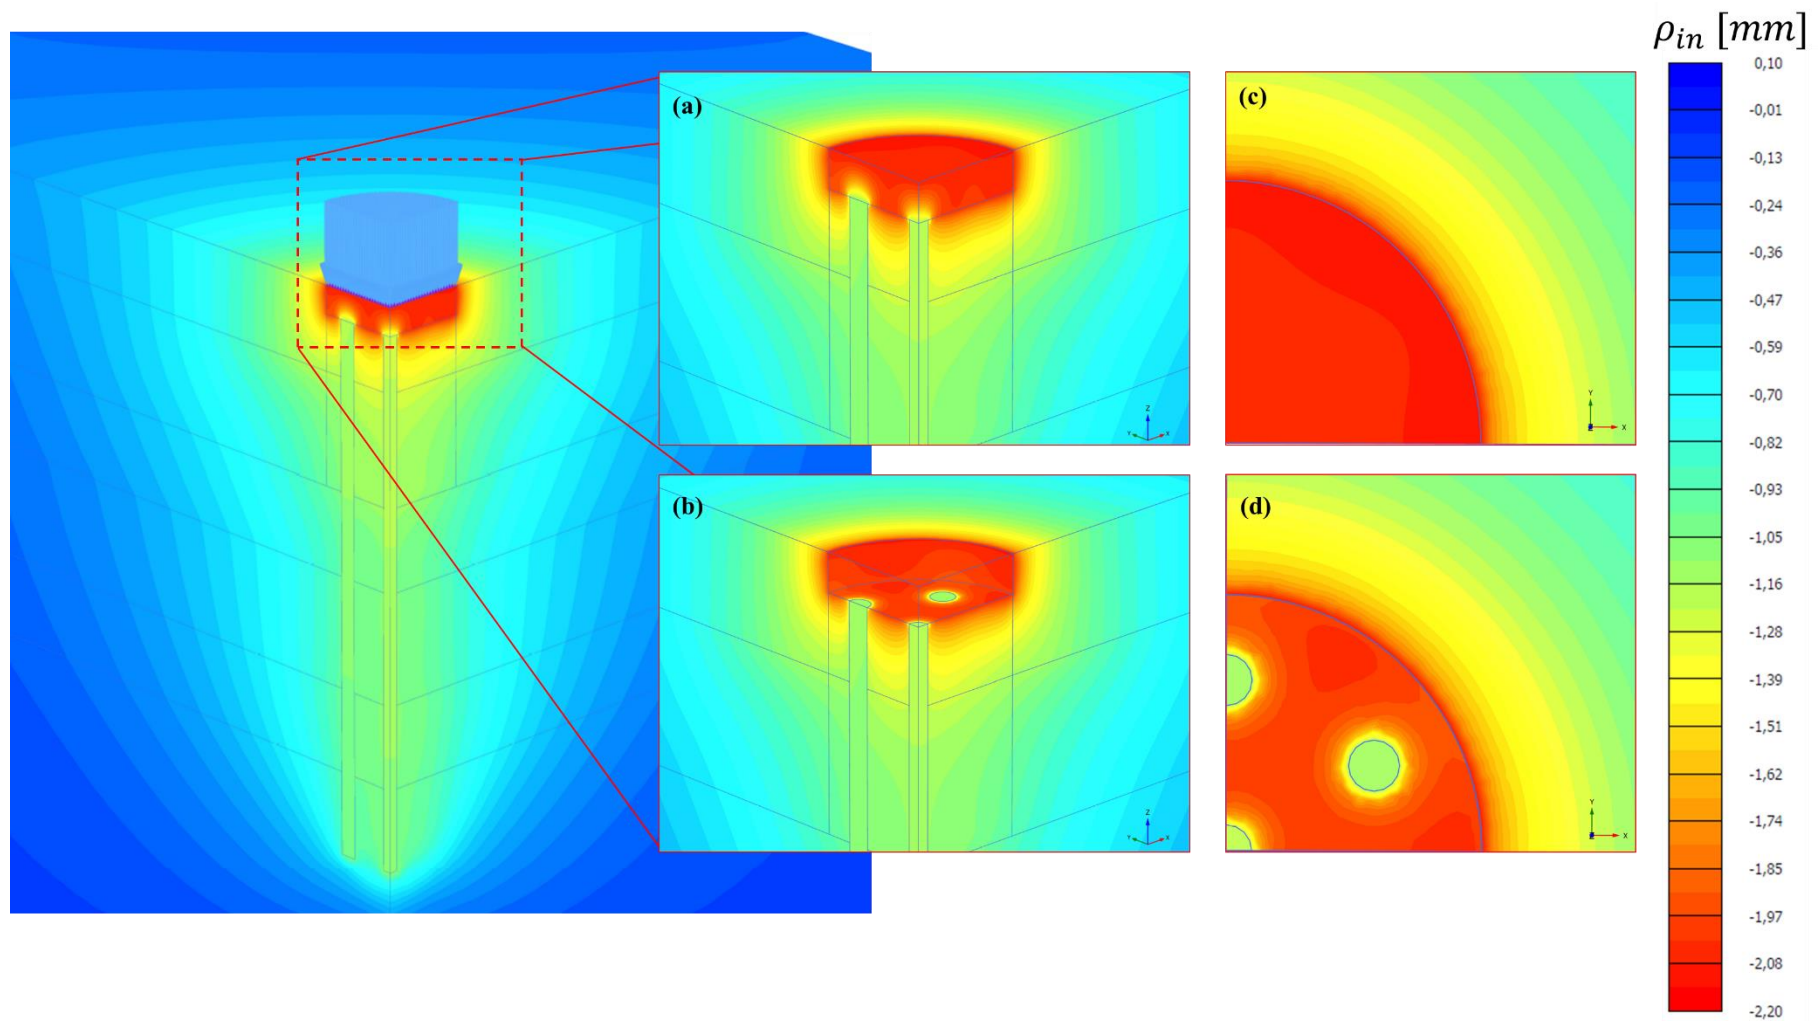 ρin [mm]
0,10
-0,01
-0,13
-0,24
-0,36
-0,47
-0,59
-0,70
-0,82
-0,93
-1,05
-1,16
-1,28
-1,39
-1,51
-1,62
-1,74
-1,85
-1,97
-2,08
-2,20
(a)
Z
Y X
(c)
Y
X
(b)
Z
Y X
(d)
Y
X